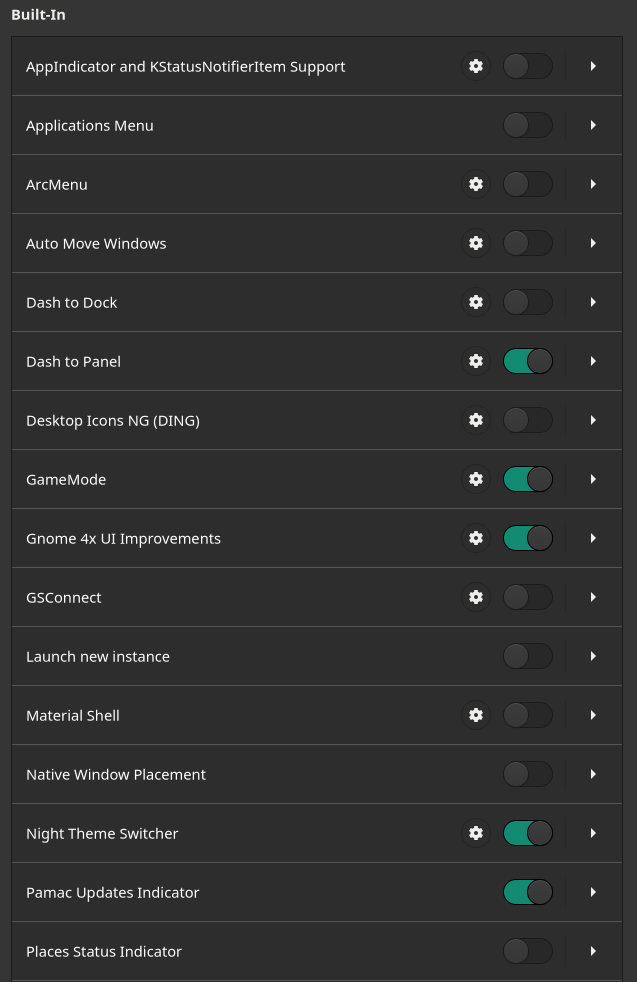 Built-In
AppIndicator and KStatusNotifierItem Support
Applications Menu
ArcMenu
Auto Move Windows
Dash to Dock
Dash to Panel
Desktop Icons NG (DING)
GameMode
Gnome 4x UI Improvements
GSConnect
Launch new instance
Material Shell
Native Window Placement
Night Theme Switcher
Pamac Updates Indicator
Places Status Indicator